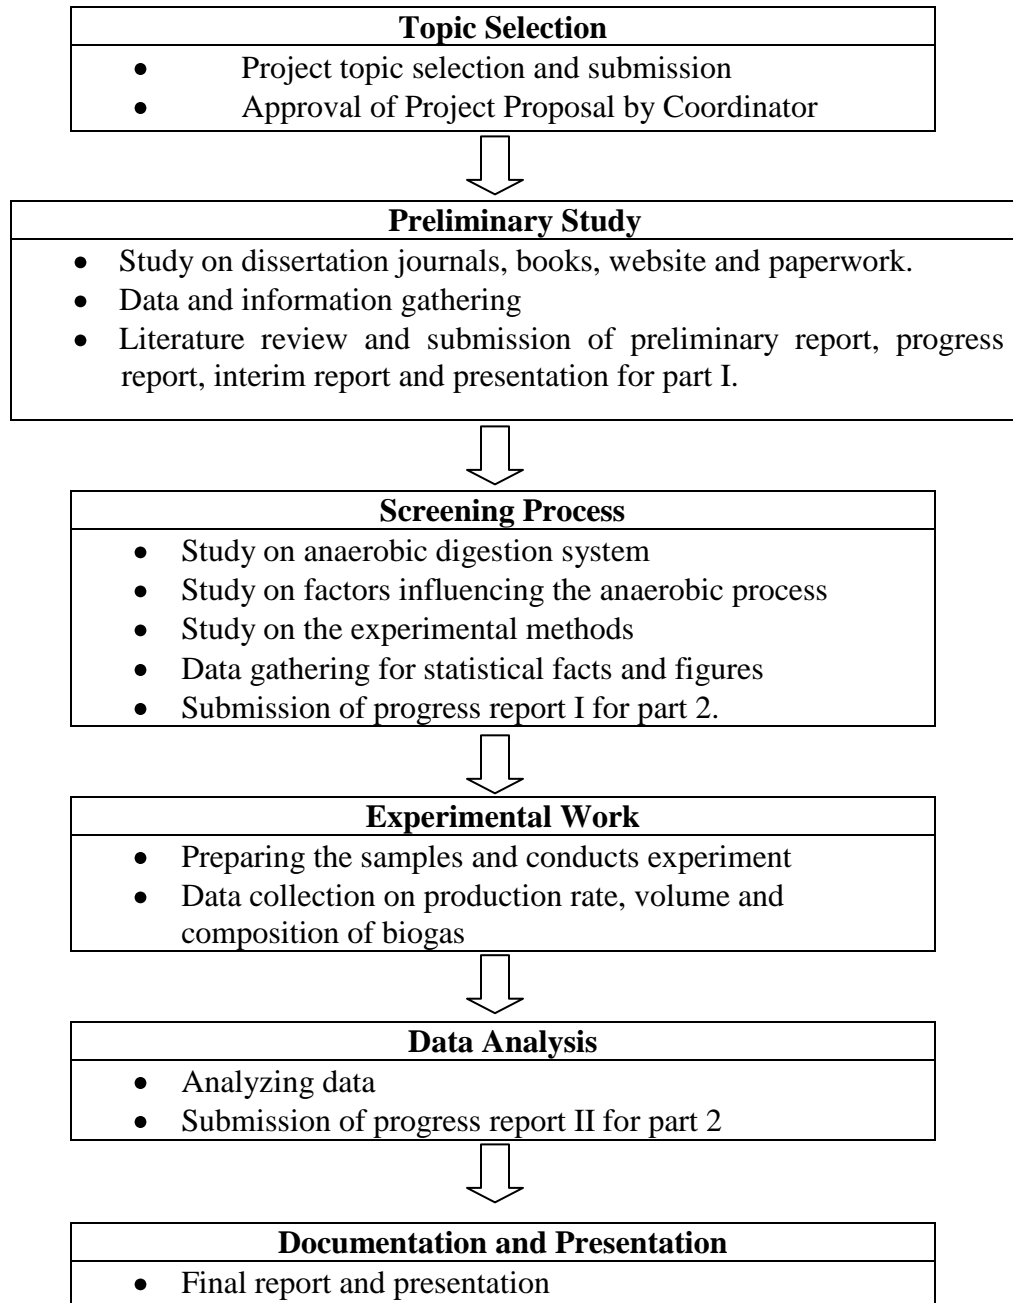 Topic Selection
• Project topic selection and submission
• Approval of Project Proposal by Coordinator
Preliminary Study
• Study on dissertation journals, books, website and paperwork.
• Data and information gathering
• Literature review and submission of preliminary report, progress
report, interim report and presentation for part I.
Screening Process
• Study on anaerobic digestion system
• Study on factors influencing the anaerobic process
• Study on the experimental methods
• Data gathering for statistical facts and figures
• Submission of progress report I for part 2.
Experimental Work
• Preparing the samples and conducts experiment
• Data collection on production rate, volume and
composition of biogas
Data Analysis
• Analyzing data
• Submission of progress report II for part 2
Documentation and Presentation
• Final report and presentation